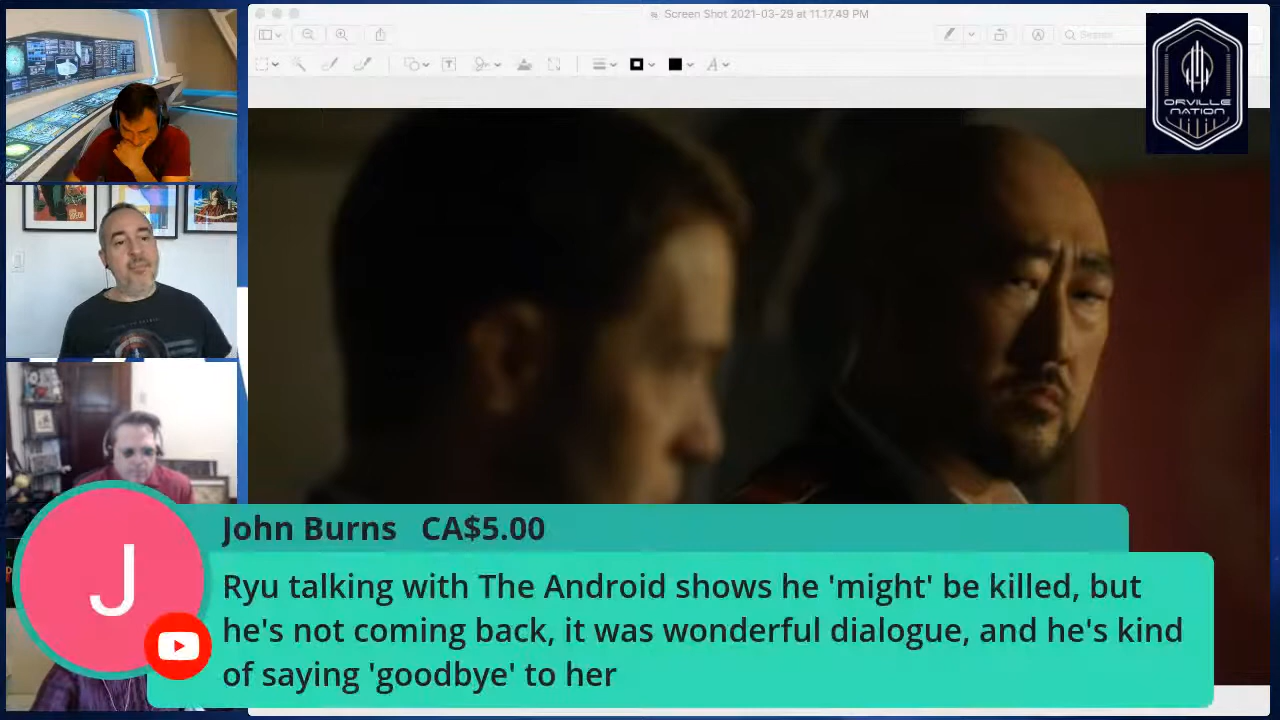 Screen Shot 2021-03-29 at 11.17.49 PM
Search
ORVILLE
NATION
John Burns CA$5.00
J
Ryu talking with The Android shows he 'might' be killed, but
he's not coming back, it was wonderful dialogue, and he's kind
of saying 'goodbye' to her